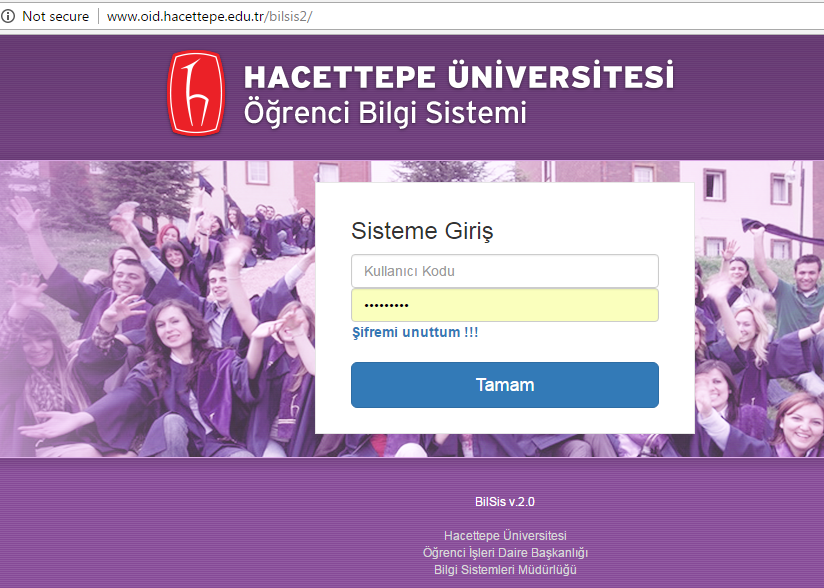 Not secure
www.oid.hacettepe.edu.tr/bilsis2/
HACETTEPE ÜNİVERSİTESİ
Öğrenci Bilgi Sistemi
Sisteme Giriş
Kullanıcı Kodu
•••••••••
Şifremi unuttum !!!
Tamam
BilSis v.2.0
Hacettepe Üniversitesi
Öğrenci İşleri Daire Başkanlığı
Bilgi Sistemleri Müdürlüğü